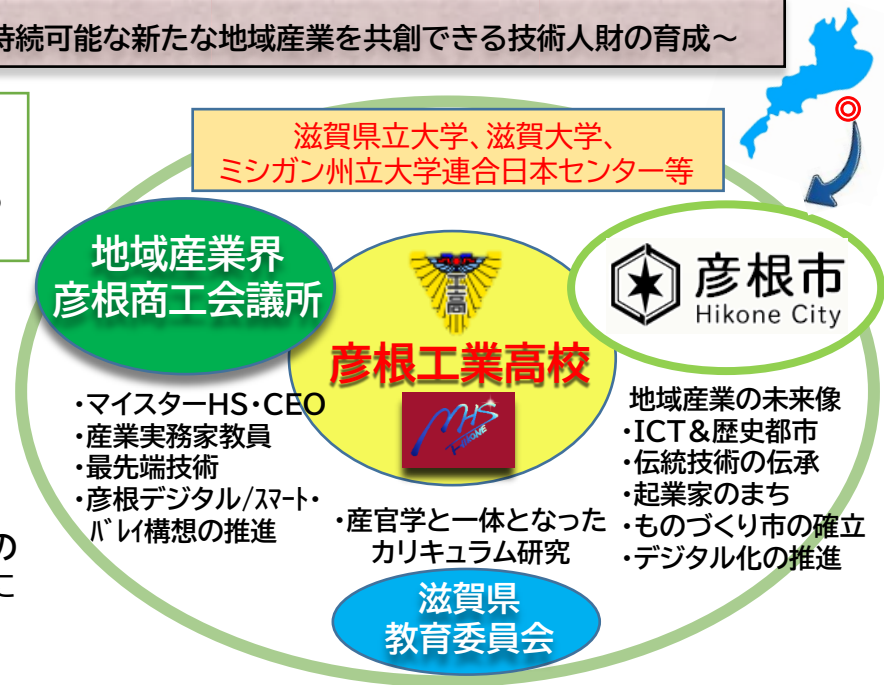 持続可能な新たな地域産業を共創できる技術人財の育成～
滋賀県立大学、滋賀大学、
ミシガン州立大学連合日本センター等
地域産業界
彦根商工会議所
工高
彦根工業高校
MHS
HIKONE
彦根市
Hikone City
・マイスターHS・CEO
・産業実務家教員
・最先端技術
・彦根デジタル/ｽﾏｰﾄ・
ﾊﾞﾚｲ構想の推進
・産官学と一体となった
カリキュラム研究
地域産業の未来像
・ICT&歴史都市
・伝統技術の伝承
・起業家のまち
・ものづくり市の確立
・デジタル化の推進
の
に
滋賀県
教育委員会